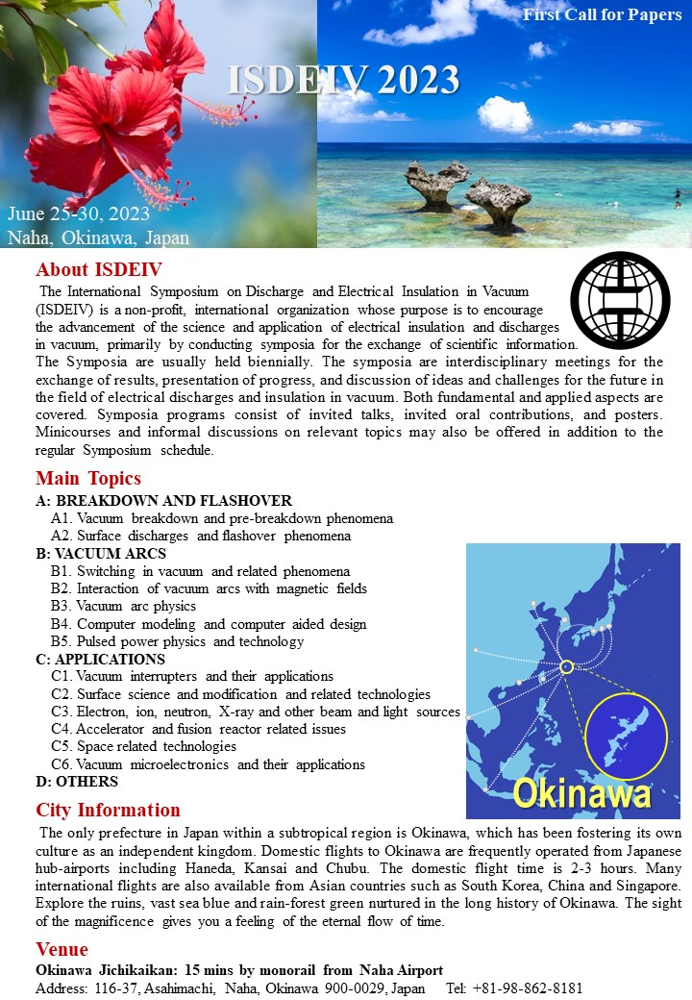 First Call for Papers
ISDEIV 2023
June 25-30, 2023
Naha, Okinawa, Japan
About ISDEIV
The International Symposium on Discharge and Electrical Insulation in Vacuum
(ISDEIV) is a non-profit, international organization whose purpose is to encourage
the advancement of the science and application of electrical insulation and discharges
in vacuum, primarily by conducting symposia for the exchange of scientific information.
The Symposia are usually held biennially. The symposia are interdisciplinary meetings for the
exchange of results, presentation of progress, and discussion of ideas and challenges for the future in
the field of electrical discharges and insulation in vacuum. Both fundamental and applied aspects are
covered. Symposia programs consist of invited talks, invited oral contributions, and posters.
Minicourses and informal discussions on relevant topics may also be offered in addition to the
regular Symposium schedule.
Main Topics
A: BREAKDOWN AND FLASHOVER
A1. Vacuum breakdown and pre-breakdown phenomena
A2. Surface discharges and flashover phenomena
B: VACUUM ARCS
B1. Switching in vacuum and related phenomena
B2. Interaction of vacuum arcs with magnetic fields
B3. Vacuum arc physics
B4. Computer modeling and computer aided design
B5. Pulsed power physics and technology
C: APPLICATIONS
C1. Vacuum interrupters and their applications
C2. Surface science and modification and related technologies
C3. Electron, ion, neutron, X-ray and other beam and light sources
C4. Accelerator and fusion reactor related issues
C5. Space related technologies
C6. Vacuum microelectronics and their applications
D: OTHERS
Okinawa
City Information
The only prefecture in Japan within a subtropical region is Okinawa, which has been fostering its own
culture as an independent kingdom. Domestic flights to Okinawa are frequently operated from Japanese
hub-airports including Haneda, Kansai and Chubu. The domestic flight time is 2-3 hours. Many
international flights are also available from Asian countries such as South Korea, China and Singapore.
Explore the ruins, vast sea blue and rain-forest green nurtured in the long history of Okinawa. The sight
of the magnificence gives you a feeling of the eternal flow of time.
Venue
Okinawa Jichikaikan: 15 mins by monorail from Naha Airport
Address: 116-37, Asahimachi, Naha, Okinawa 900-0029, Japan Tel: +81-98-862-8181